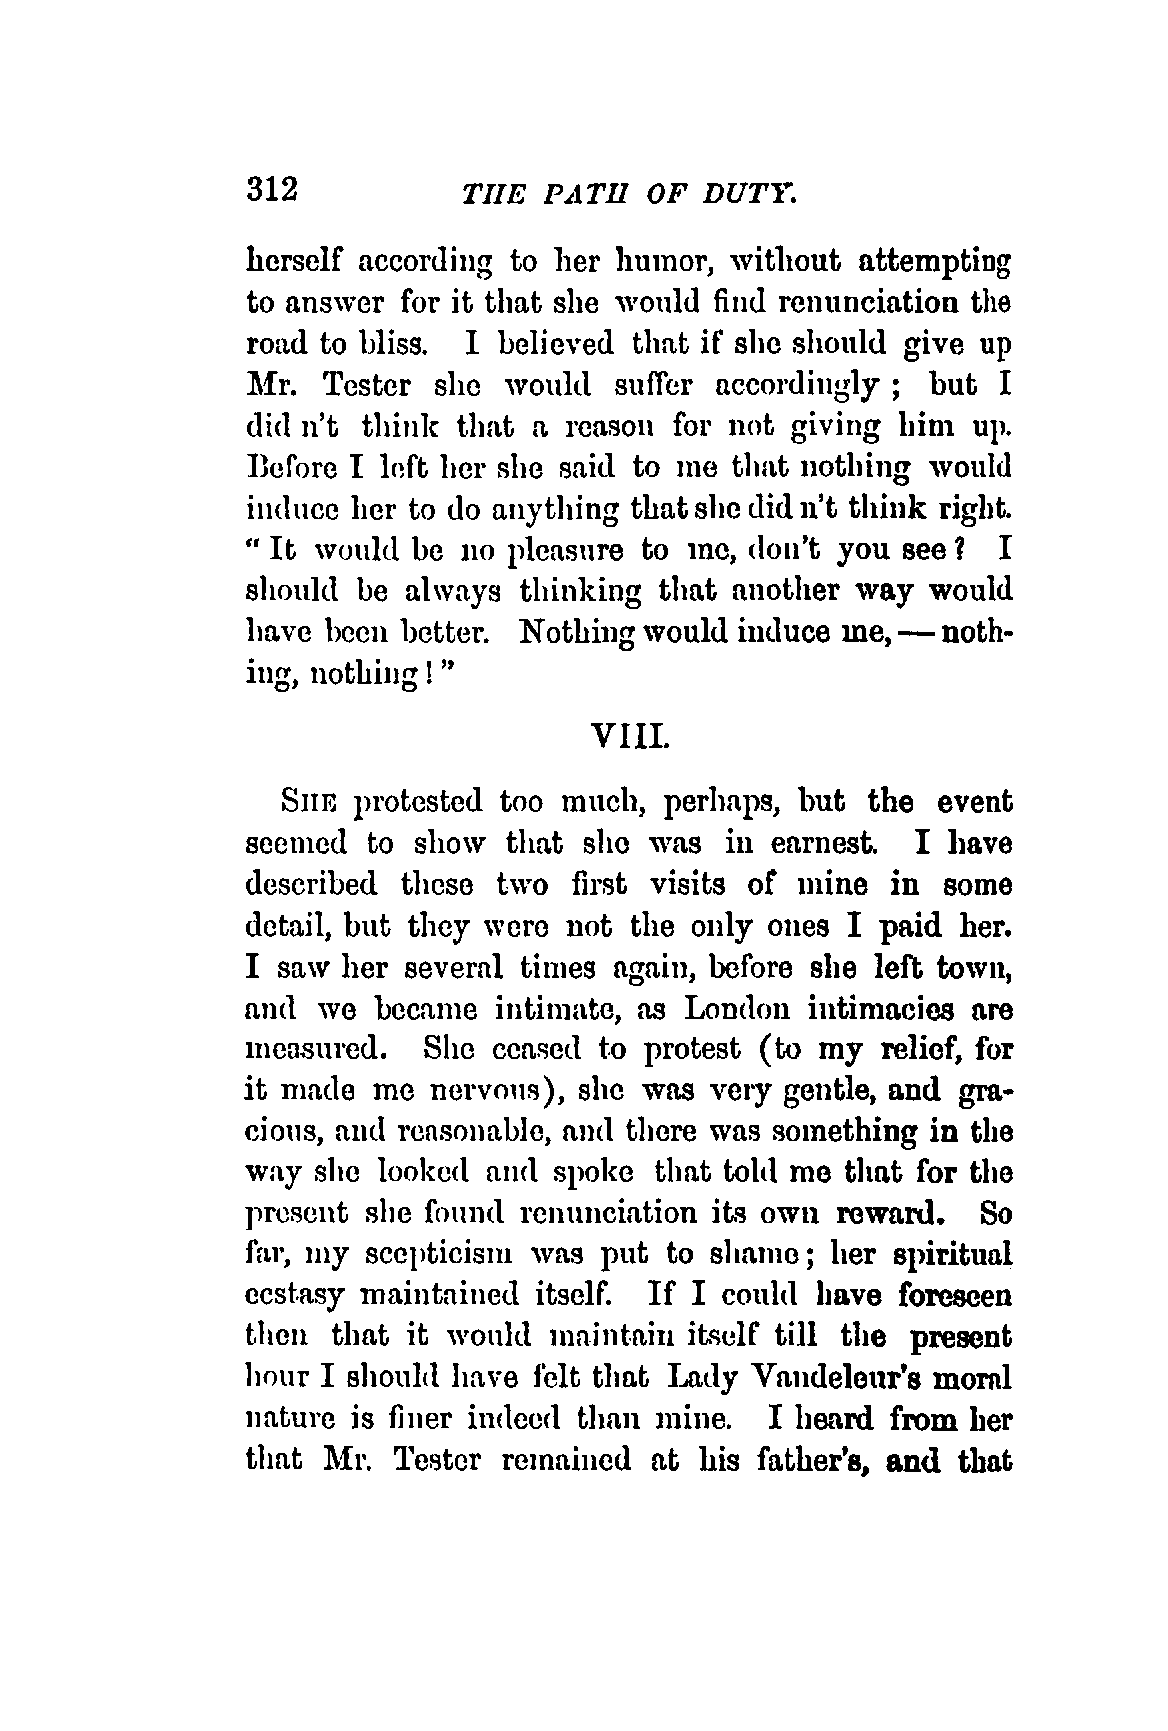 312 THE PATH OF DUTY.
herself according to her humor, without attempting
to answer for it that she would find renunciation the
road to bliss. I believed that if she should give up
Mr. Tester she would suffer accordingly ; but I
did n't think that a reason for not giving him up.
Before I left her she said to me that nothing would
induce her to do anything that she did n't think right.
" It would be no pleasure to me, don't you see ? I
should be always thinking that another way would
have been better. Nothing would induce me, — noth-
ing, nothing ! "
VIII.
SHE protested too much, perhaps, but the event
seemed to show that she was in earnest. I have
described these two first visits of mine in some
detail, but they were not the only ones I paid her.
I saw her several times again, before she left town,
and we became intimate, as London intimacies are
measured. She ceased to protest (to my relief, for
it made me nervous), she was very gentle, and gra-
cious, and reasonable, and there was something in the
way she looked and spoke that told me that for the
present she found renunciation its own reward. So
far, my scepticism was put to shame ; her spiritual
ecstasy maintained itself. If I could have foreseen
then that it would maintain itself till the present
hour I should have felt that Lady Vandeleur's moral
nature is finer indeed than mine. I heard from her
that Mr. Tester remained at his father's, and that